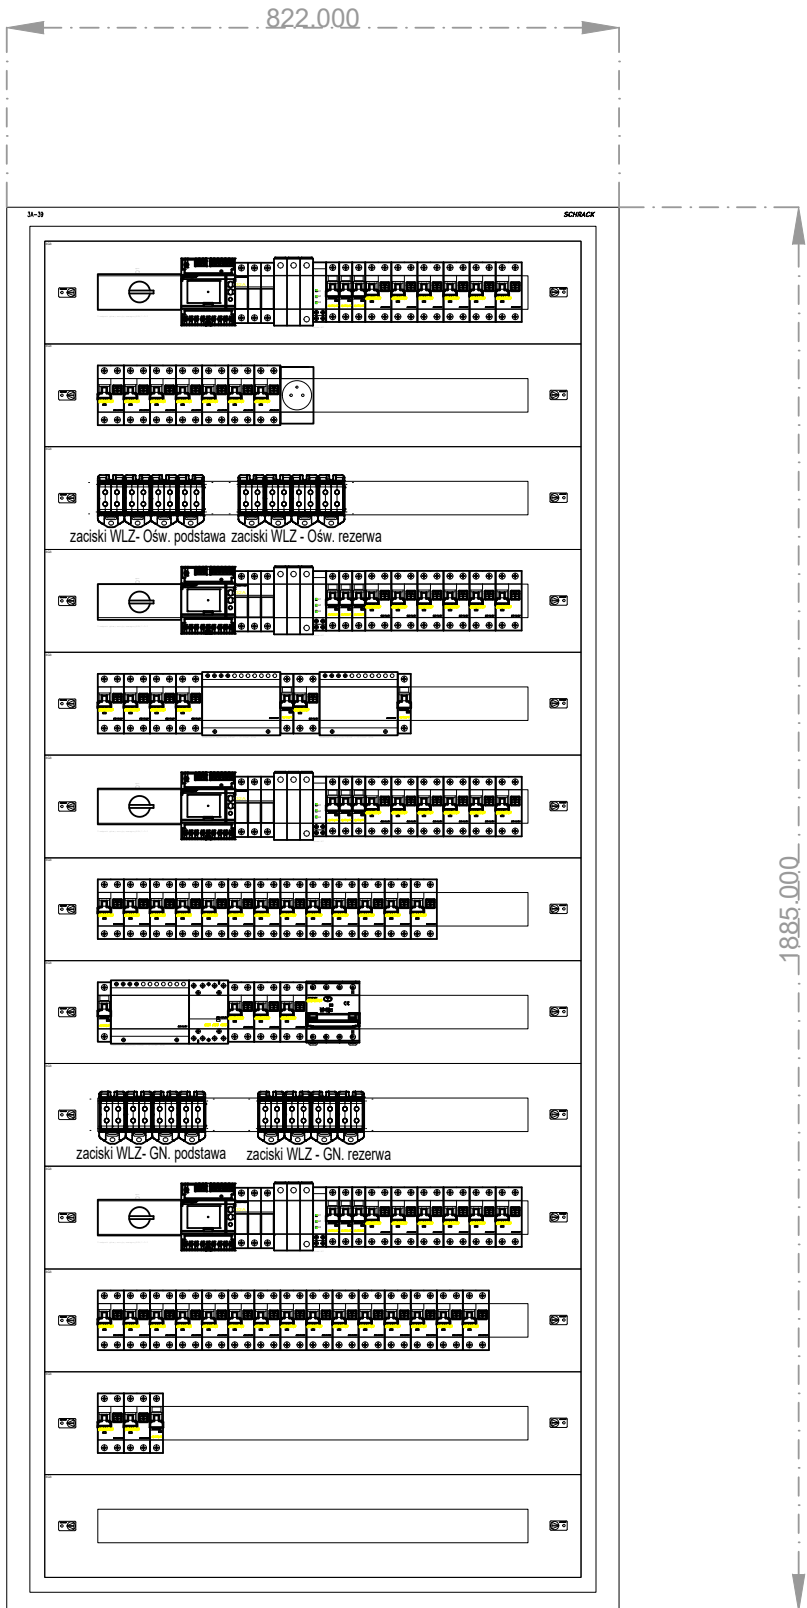 822.000
3A-39 SCHRACK
zaciski WLZ- Ośw. podstawa zaciski WLZ - Ośw. rezerwa
1885.000
zaciski WLZ- GN. podstawa zaciski WLZ - GN. rezerwa